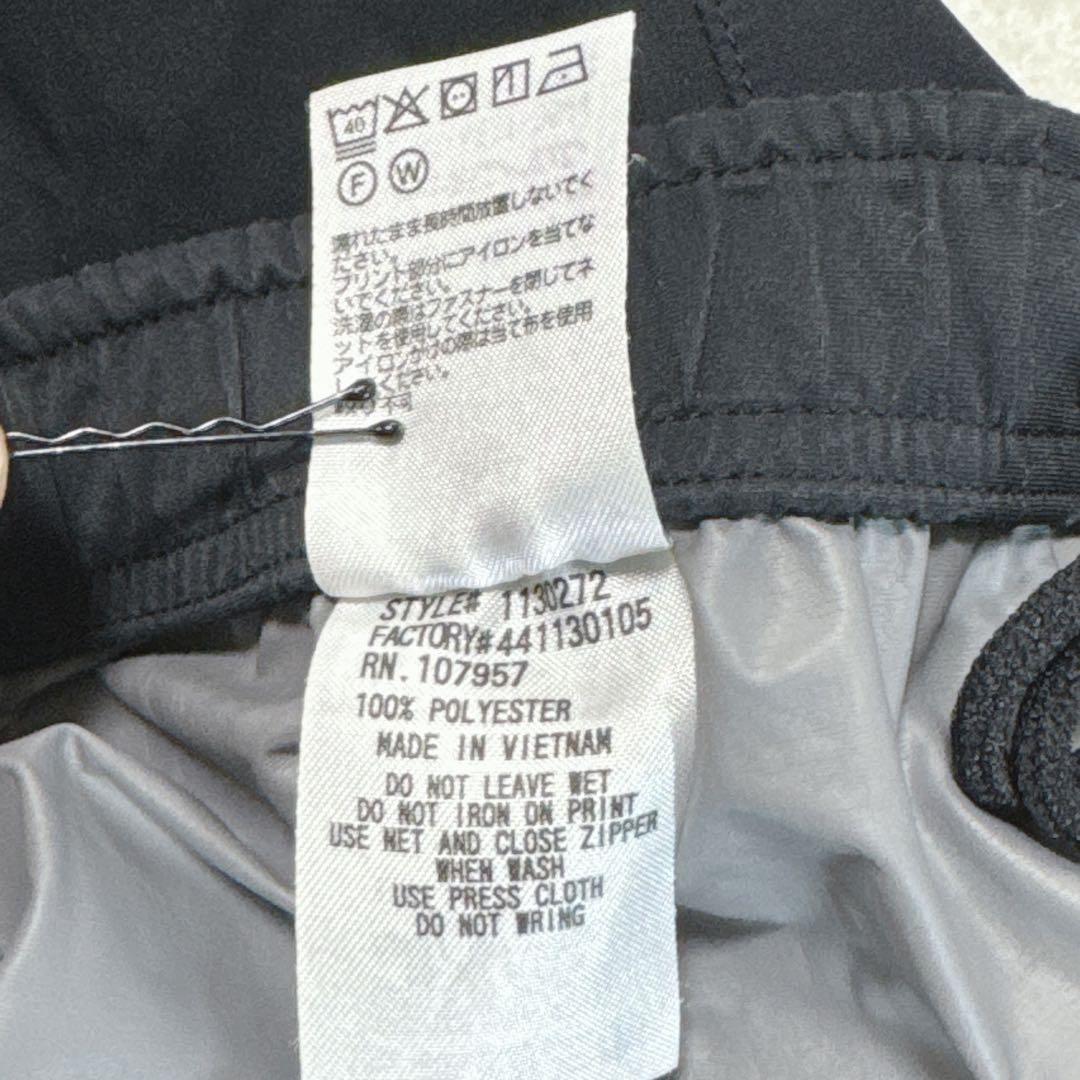 40
F W
濡れたまま長時間放置しないでく
ださい。
プリント部分にアイロンを当てな
いでください。
洗濯の際はファスナーを閉じてネ
ットを使用してください。
アイロンがけの際は当て布を使用
ください。
不可
STYLE# 1130272
FACTORY#441130105
RN. 107957
100% POLYESTER
MADE IN VIETNAM
DO NOT LEAVE WET
DO NOT IRON ON PRINT
USE NET AND CLOSE ZIPPER
WHEN WASH
USE PRESS CLOTH
DO NOT WRING